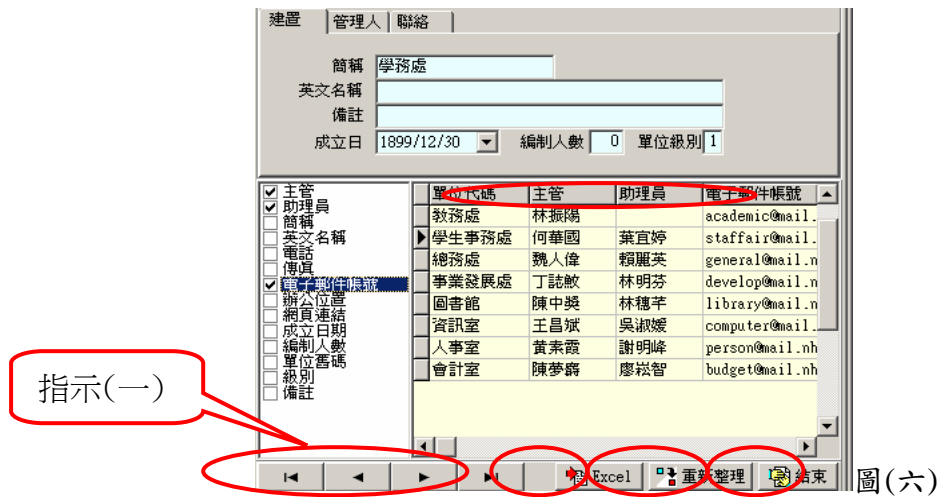 建置 管理人 聯絡
簡稱 學務處
英文名稱
備註
成立日 1899/12/30 編制人數 0 單位級別 1
主管
助理員
簡稱
英文名稱
電話
傳真
電子郵件帳號
辦公位置
網頁連結
成立日期
編制人數
單位舊碼
級別
備註
單位代碼 主管 助理員 電子郵件帳號
教務處 林振陽 academic@mail.
學生事務處 何華國 葉宜婷 staffair@mail.
總務處 魏人偉 賴麗英 general@mail.n
事業發展處 丁誌魰 林明芬 develop@mail.n
圖書館 陳中獎 林穗芊 library@mail.n
資訊室 王昌斌 吳淑媛 computer@mail.
人事室 黃素霞 謝明峰 person@mail.nh
會計室 陳夢 廖崧智 budget@mail.nh
指示(一)
Excel 重新整理 結束
圖(六)